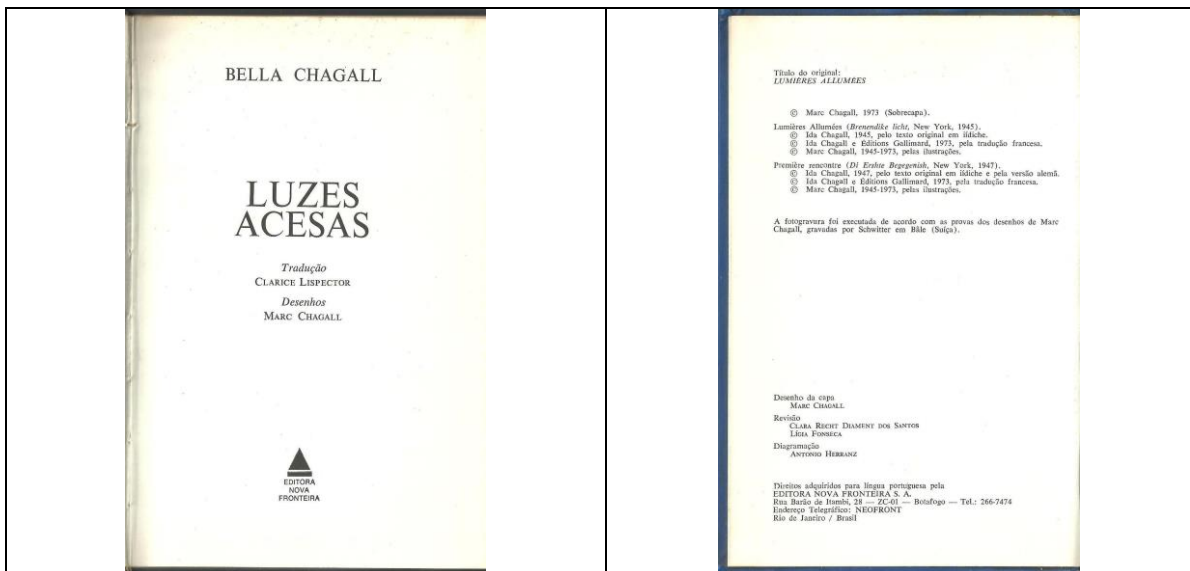 BELLA CHAGALL
LUZES
ACESAS
Tradução
CLARICE LISPECTOR
Desenhos
MARC CHAGALL
EDITORA
NOVA
FRONTEIRA
Título do original:
LUMIÈRES ALLUMÉES
© Marc Chagall, 1973 (Sobrecapa).
Lumières Allumées (Brenendike licht, New York, 1945).
© Ida Chagall, 1945, pelo texto original em iídiche.
© Ida Chagall e Éditions Gallimard, 1973, pela tradução francesa.
© Marc Chagall, 1945-1973, pelas ilustrações.
Première rencontre (Di Ershte Begegenish, New York, 1947).
© Ida Chagall, 1947, pelo texto original em iídiche e pela versão alemã.
© Ida Chagall e Éditions Gallimard, 1973, pela tradução francesa.
© Marc Chagall, 1945-1973, pelas ilustrações.
A fotogravura foi executada de acordo com as provas dos desenhos de Marc
Chagall, gravadas por Schwitter em Bâle (Suíça).
Desenho da capa
MARC CHAGALL
Revisão
CLARA RECHT DIAMENT DOS SANTOS
LÍGIA FONSECA
Diagramação
ANTONIO HERRANZ
Direitos adquiridos para língua portuguesa pela
EDITORA NOVA FRONTEIRA S. A.
Rua Barão de Itambi, 28 — ZC-01 — Botafogo — Tel.: 266-7474
Endereço Telegráfico: NEOFRONT
Rio de Janeiro / Brasil